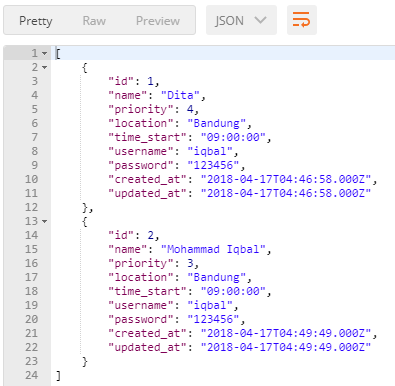 Pretty Raw Preview JSON
1 [
2 {
3 "id": 1,
4 "name": "Dita",
5 "priority": 4,
6 "location": "Bandung",
7 "time_start": "09:00:00",
8 "username": "iqbal",
9 "password": "123456",
10 "created_at": "2018-04-17T04:46:58.000Z",
11 "updated_at": "2018-04-17T04:46:58.000Z"
12 },
13 {
14 "id": 2,
15 "name": "Mohammad Iqbal",
16 "priority": 3,
17 "location": "Bandung",
18 "time_start": "09:00:00",
19 "username": "iqbal",
20 "password": "123456",
21 "created_at": "2018-04-17T04:49:49.000Z",
22 "updated_at": "2018-04-17T04:49:49.000Z"
23 }
24 ]